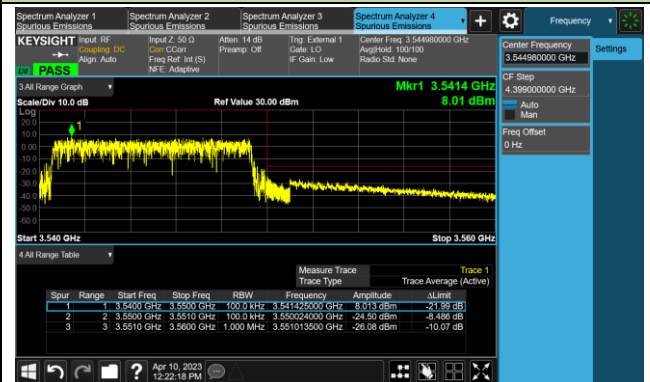 Spectrum Analyzer 1
Spurious Emissions
Spectrum Analyzer 2
Spurious Emissions
Spectrum Analyzer 3
Spurious Emissions
Spectrum Analyzer 4
Spurious Emissions
Frequency
KEYSIGHT
Input: RF
Coupling: DC
Align: Auto
Input Z: 50 Ω
Corr CCorr
Freq Ref: Int (S)
NFE: Adaptive
Atten: 14 dB
Preamp: Off
Trig: External 1
Gate: LO
IF Gain: Low
Center Freq: 3.544980000 GHz
Avg|Hold: 100/100
Radio Std: None
PASS
Center Frequency
3.544980000 GHz
Settings
CF Step
4.399000000 GHz
Auto
Man
Freq Offset
0 Hz
3 All Range Graph
Mkr1 3.5414 GHz
8.01 dBm
Scale/Div 10.0 dB
Ref Value 30.00 dBm
Log
20.0
10.0
0.00
-10.0
-20.0
-30.0
-40.0
-50.0
-60.0
1
Start 3.540 GHz
Stop 3.560 GHz
4 All Range Table
Measure Trace Trace 1
Trace Type Trace Average (Active)
Spur Range Start Freq Stop Freq RBW Frequency Amplitude ΔLimit
1 1 3.5400 GHz 3.5500 GHz 100.0 kHz 3.541425000 GHz 8.013 dBm -21.99 dB
2 2 3.5500 GHz 3.5510 GHz 100.0 kHz 3.550024000 GHz -24.50 dBm -8.486 dB
3 3 3.5510 GHz 3.5600 GHz 1.000 MHz 3.551013500 GHz -26.08 dBm -10.07 dB
Apr 10, 2023
12:22:18 PM